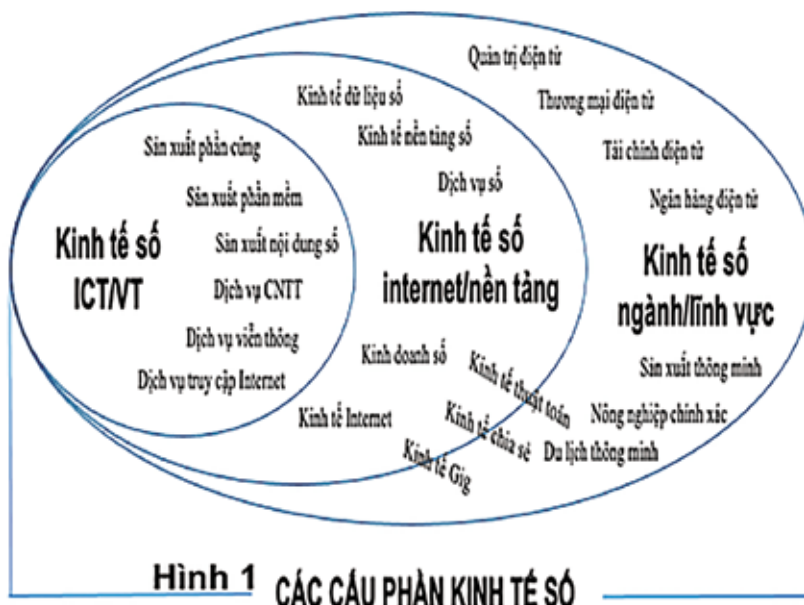 Quản trị điện tử
Kinh tế dữ liệu số
Thương mại điện tử
Sản xuất phần cứng
Kinh tế nền tảng số
Tài chính điện tử
Sản xuất phần mềm
Dịch vụ số
Ngân hàng điện tử
Kinh tế số
ICT/VT
Sản xuất nội dung số
Dịch vụ CNTT
Kinh tế số
internet/nền tảng
Kinh tế số
ngành/lĩnh vực
Dịch vụ viễn thông
Dịch vụ truy cập Internet
Kinh doanh số
Kinh tế thuật toán
Sản xuất thông minh
Kinh tế Internet
Kinh tế chia sẻ
Nông nghiệp chính xác
Kinh tế Gig
Du lịch thông minh
Hình 1 CÁC CẤU PHẦN KINH TẾ SỐ